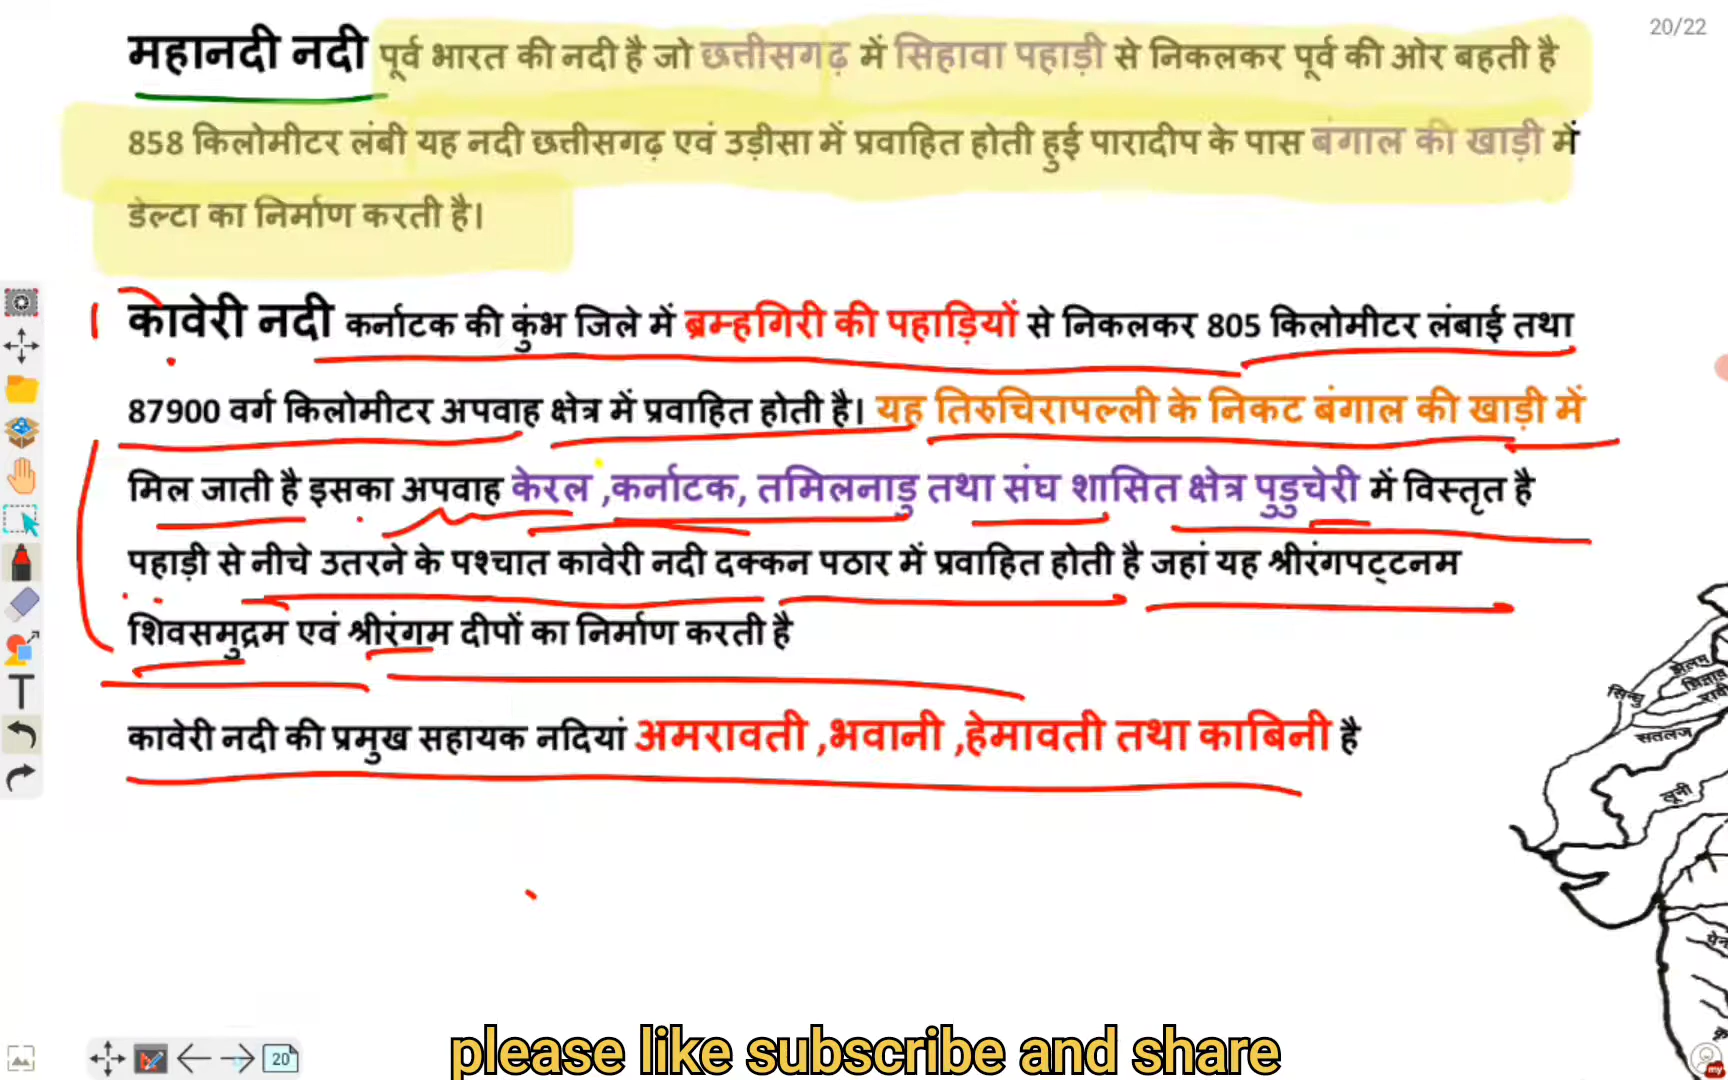 20/22
महानदी नदी पूर्व भारत की नदी है जो छत्तीसगढ़ में सिहावा पहाड़ी से निकलकर पूर्व की ओर बहती है
858 किलोमीटर लंबी यह नदी छत्तीसगढ़ एवं उड़ीसा में प्रवाहित होती हुई पारादीप के पास बंगाल की खाड़ी में
डेल्टा का निर्माण करती है।
कावेरी नदी कर्नाटक की कुंभ जिले में ब्रम्हगिरी की पहाड़ियों से निकलकर 805 किलोमीटर लंबाई तथा
87900 वर्ग किलोमीटर अपवाह क्षेत्र में प्रवाहित होती है। यह तिरुचिरापल्ली के निकट बंगाल की खाड़ी में
मिल जाती है इसका अपवाह केरल ,कर्नाटक, तमिलनाडु तथा संघ शासित क्षेत्र पुडुचेरी में विस्तृत है
पहाड़ी से नीचे उतरने के पश्चात कावेरी नदी दक्कन पठार में प्रवाहित होती है जहां यह श्रीरंगपट्टनम
शिवसमुद्रम एवं श्रीरंगम दीपों का निर्माण करती है
कावेरी नदी की प्रमुख सहायक नदियां अमरावती ,भवानी ,हेमावती तथा काबिनी है
झेलम
सिन्धु
सतलज
लूनी
T
20
please like subscribe and share
my